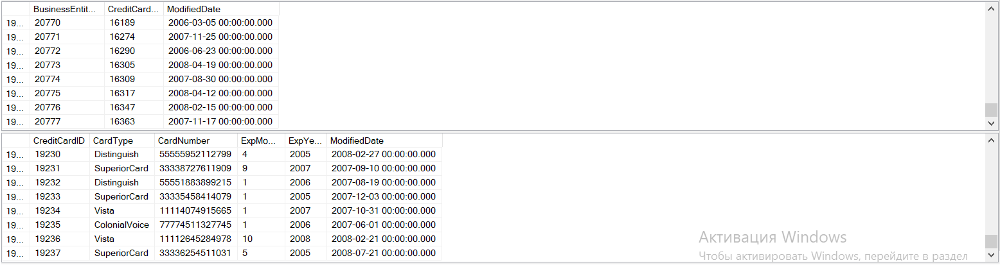 BusinessEntit... CreditCard... ModifiedDate
19... 20770 16189 2006-03-05 00:00:00.000
19... 20771 16274 2007-11-25 00:00:00.000
19... 20772 16290 2006-06-23 00:00:00.000
19... 20773 16305 2008-04-19 00:00:00.000
19... 20774 16309 2007-08-30 00:00:00.000
19... 20775 16317 2008-04-12 00:00:00.000
19... 20776 16347 2008-02-15 00:00:00.000
19... 20777 16363 2007-11-17 00:00:00.000
CreditCardID CardType CardNumber ExpMo... ExpYe... ModifiedDate
19... 19230 Distinguish 55555952112799 4 2005 2008-02-27 00:00:00.000
19... 19231 SuperiorCard 33338727611909 9 2007 2007-09-10 00:00:00.000
19... 19232 Distinguish 55551883899215 1 2006 2007-08-19 00:00:00.000
19... 19233 SuperiorCard 33335458414079 1 2005 2007-12-03 00:00:00.000
19... 19234 Vista 11114074915665 1 2007 2007-10-31 00:00:00.000
19... 19235 ColonialVoice 77774511327745 1 2006 2007-06-01 00:00:00.000
19... 19236 Vista 11112645284978 10 2008 2008-02-21 00:00:00.000
19... 19237 SuperiorCard 33336254511031 5 2005 2008-07-21 00:00:00.000
Активация Windows
Чтобы активировать Windows, перейдите в раздел